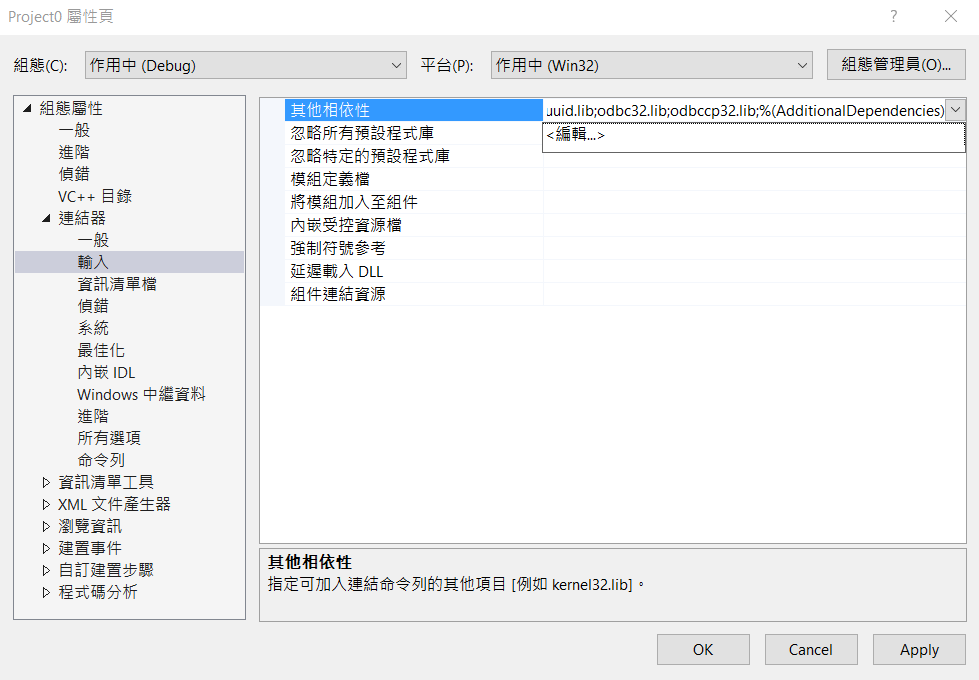 Project0 屬性頁
?
組態(C):
作用中 (Debug)
平台(P):
作用中 (Win32)
組態管理員(O)...
組態屬性
一般
進階
偵錯
VC++ 目錄
連結器
一般
輸入
資訊清單檔
偵錯
系統
最佳化
內嵌 IDL
Windows 中繼資料
進階
所有選項
命令列
資訊清單工具
XML 文件產生器
瀏覽資訊
建置事件
自訂建置步驟
程式碼分析
其他相依性
uuid.lib;odbc32.lib;odbccp32.lib;%(AdditionalDependencies)
<編輯...>
忽略所有預設程式庫
忽略特定的預設程式庫
模組定義檔
將模組加入至組件
內嵌受控資源檔
強制符號參考
延遲載入 DLL
組件連結資源
其他相依性
指定可加入連結命令列的其他項目 [例如 kernel32.lib]。
OK
Cancel
Apply